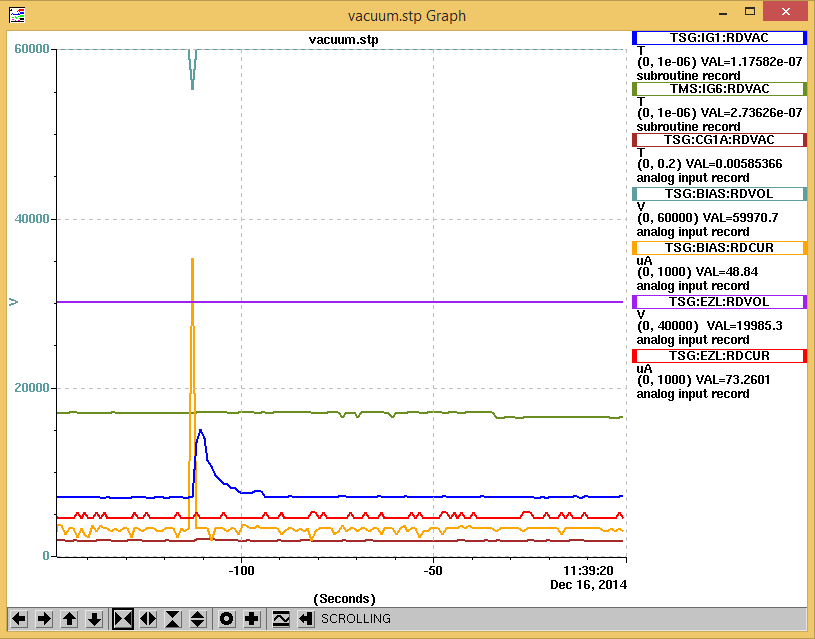 vacuum.stp Graph
vacuum.stp
60000
40000
V
20000
0
-100
-50
11:39:20
Dec 16, 2014
(Seconds)
TSG:IG1:RDVAC
T
(0, 1e-06) VAL=1.17582e-07
subroutine record
TMS:IG6:RDVAC
T
(0, 1e-06) VAL=2.73626e-07
subroutine record
TSG:CG1A:RDVAC
T
(0, 0.2) VAL=0.00585366
analog input record
TSG:BIAS:RDVOL
V
(0, 60000) VAL=59970.7
analog input record
TSG:BIAS:RDCUR
uA
(0, 1000) VAL=48.84
analog input record
TSG:EZL:RDVOL
V
(0, 40000) VAL=19985.3
analog input record
TSG:EZL:RDCUR
uA
(0, 1000) VAL=73.2601
analog input record
SCROLLING